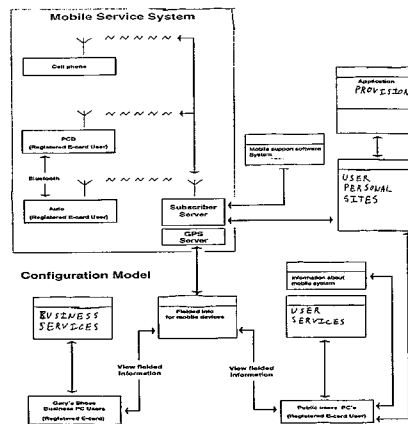 Mobile Service System
Cell phone
PCD
(Registered E-card User)
Bluetooth
Auto
(Registered E-card User)
Subscriber
Server
GPS
Server
Mobile support software
System
Application
PROVISION
USER
PERSONAL
SITES
Configuration Model
BUSINESS
SERVICES
Fielded info
for mobile devices
Information about
mobile system
USER
SERVICES
View fielded
Information
View fielded
Information
Gary's Shoes
Business PC Users
(Registered E-card)
Public users PC's
(Registered E-card User)